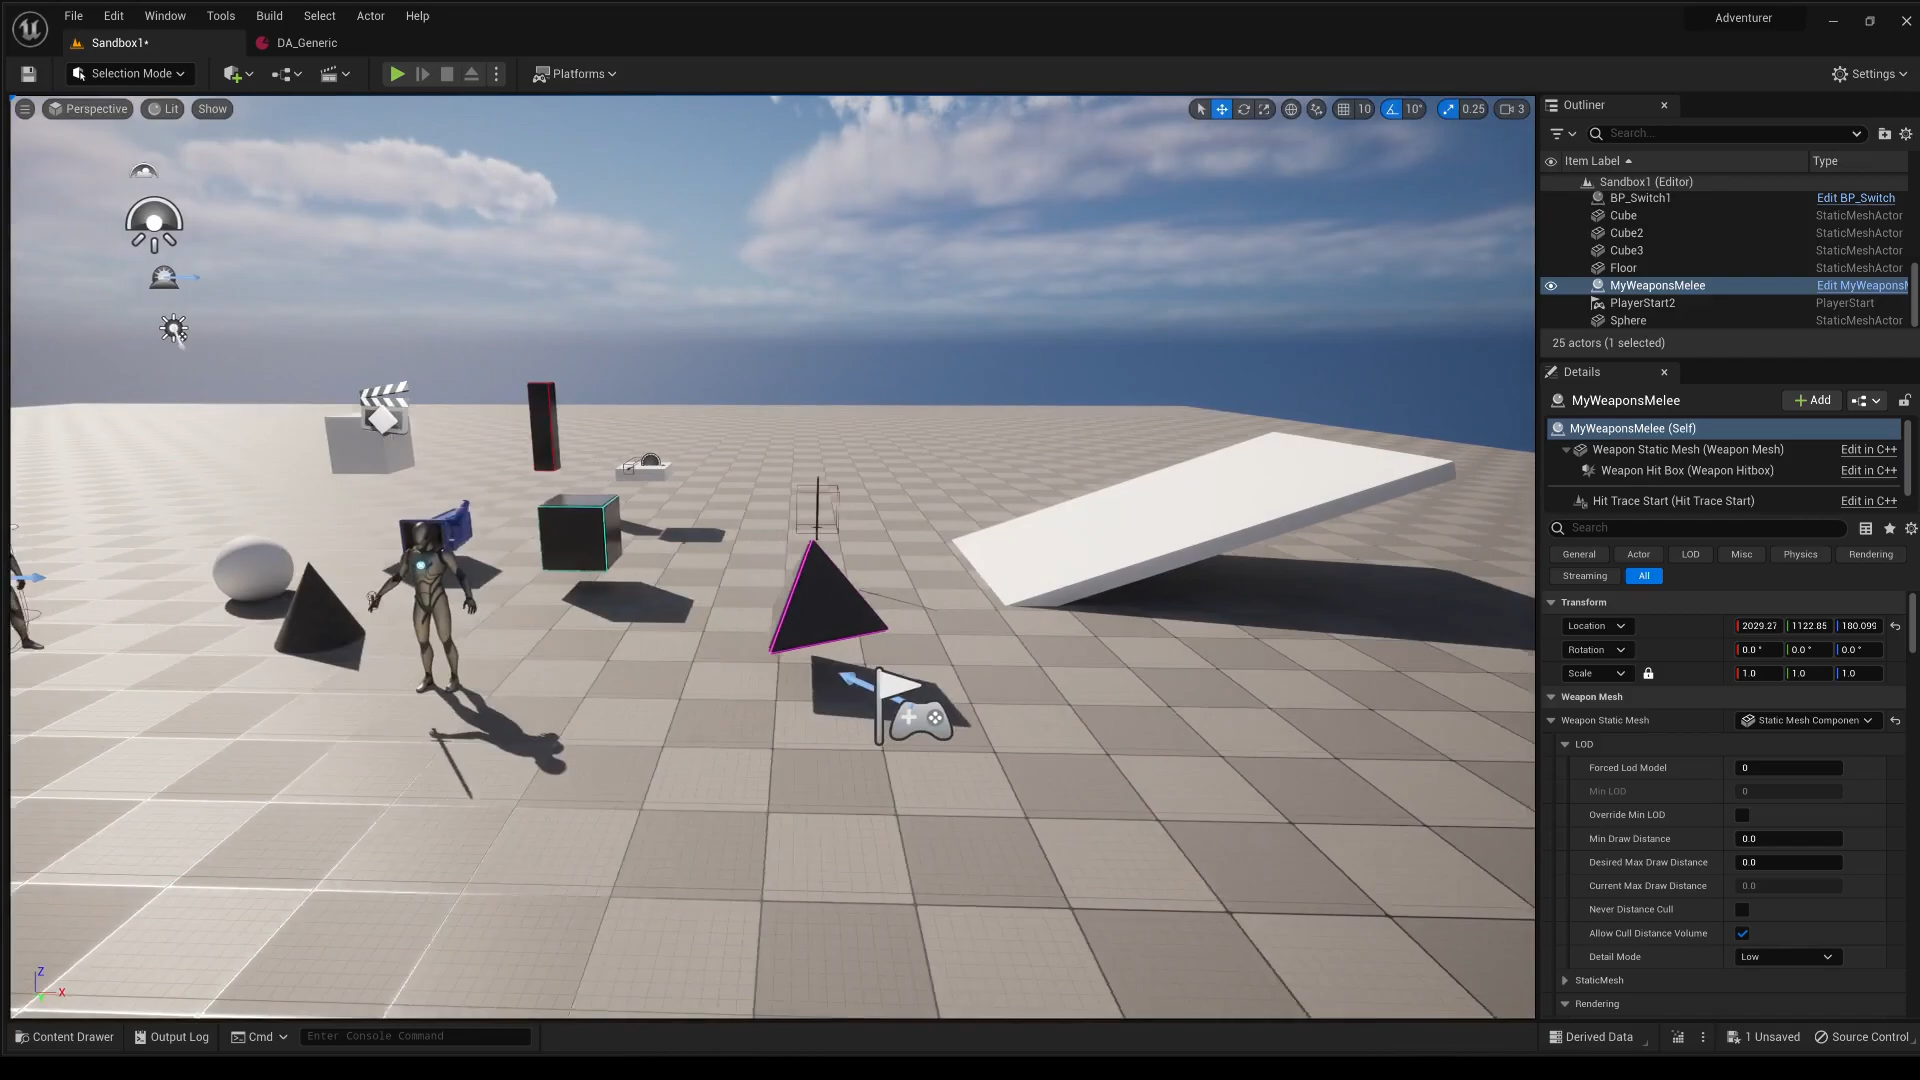 File Edit Window Tools Build Select Actor Help
Adventurer
Sandbox1*
DA_Generic
Selection Mode
Platforms
Settings
Perspective
Lit
Show
10
10°
0.25
3
Outliner
Search...
Item Label
Type
Sandbox1 (Editor)
BP_Switch1 Edit BP_Switch
Cube StaticMeshActor
Cube2 StaticMeshActor
Cube3 StaticMeshActor
Floor StaticMeshActor
MyWeaponsMelee Edit MyWeaponsM
PlayerStart2 PlayerStart
Sphere StaticMeshActor
25 actors (1 selected)
Details
MyWeaponsMelee
Add
MyWeaponsMelee (Self)
Weapon Static Mesh (Weapon Mesh) Edit in C++
Weapon Hit Box (Weapon Hitbox) Edit in C++
Hit Trace Start (Hit Trace Start) Edit in C++
Search
General Actor LOD Misc Physics Rendering
Streaming All
Transform
Location 2029.27 1122.85 180.099
Rotation 0.0 ° 0.0 ° 0.0 °
Scale 1.0 1.0 1.0
Weapon Mesh
Weapon Static Mesh Static Mesh Componen
LOD
Forced Lod Model 0
Min LOD 0
Override Min LOD
Min Draw Distance 0.0
Desired Max Draw Distance 0.0
Current Max Draw Distance 0.0
Never Distance Cull
Allow Cull Distance Volume
Detail Mode Low
StaticMesh
Rendering
Z
X
Content Drawer
Output Log
Cmd
Enter Console Command
Derived Data
1 Unsaved
Source Control